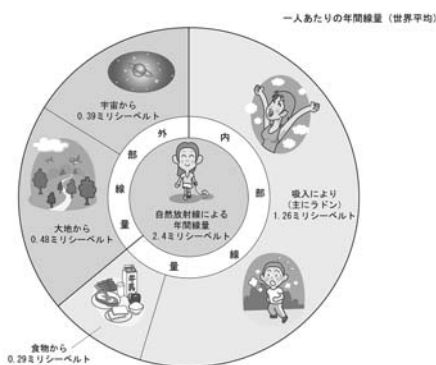 一人あたりの年間線量（世界平均）
宇宙から
0.39ミリシーベルト
外部線量
内部線量
大地から
0.48ミリシーベルト
自然放射線による
年間線量
2.4ミリシーベルト
吸入により
(主にラドン)
1.26ミリシーベルト
牛乳
食物から
0.29ミリシーベルト